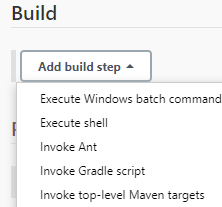 Build
Add build step
Execute Windows batch command
Execute shell
Invoke Ant
Invoke Gradle script
Invoke top-level Maven targets